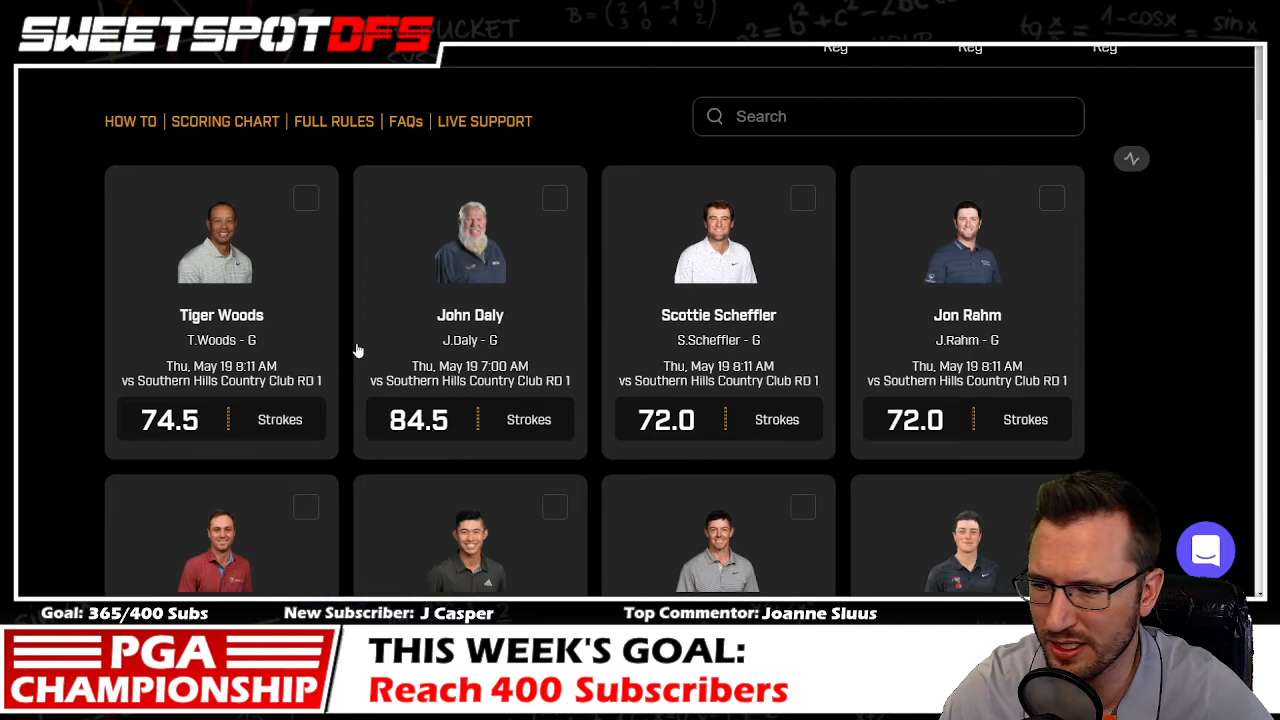 SWEETSPOTDFS
Reg Reg Reg
HOW TO | SCORING CHART | FULL RULES | FAQs | LIVE SUPPORT
Search
Tiger Woods
T.Woods - G
Thu, May 19 8:11 AM
vs Southern Hills Country Club RD 1
74.5 Strokes
John Daly
J.Daly - G
Thu, May 19 7:00 AM
vs Southern Hills Country Club RD 1
84.5 Strokes
Scottie Scheffler
S.Scheffler - G
Thu, May 19 8:11 AM
vs Southern Hills Country Club RD 1
72.0 Strokes
Jon Rahm
J.Rahm - G
Thu, May 19 8:11 AM
vs Southern Hills Country Club RD 1
72.0 Strokes
Goal: 365/400 Subs
New Subscriber: J Casper
Top Commentor: Joanne Sluus
PGA
CHAMPIONSHIP
THIS WEEK'S GOAL:
Reach 400 Subscribers